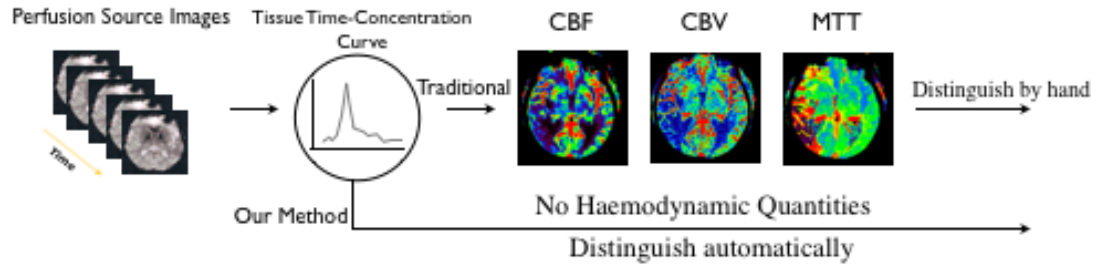 Perfusion Source Images
Time
Tissue Time-Concentration
Curve
Traditional
CBF
CBV
MTT
Distinguish by hand
Our Method
No Haemodynamic Quantities
Distinguish automatically